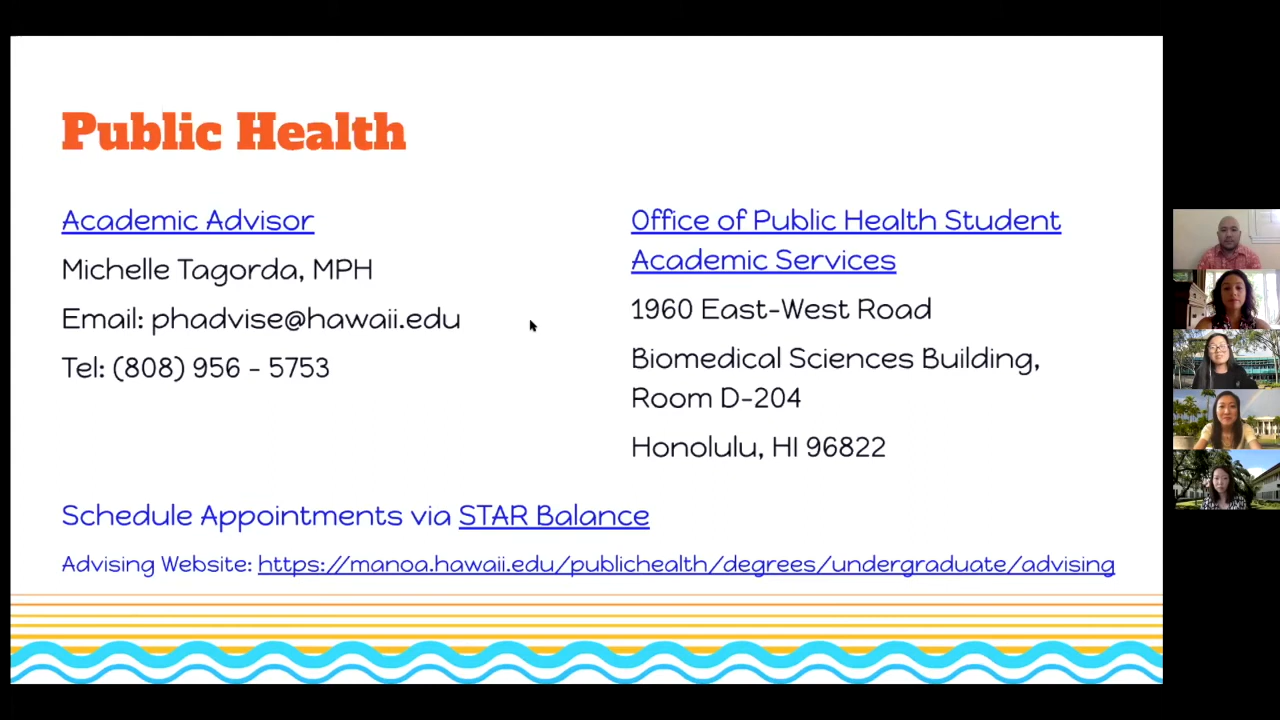 Public Health
Academic Advisor
Michelle Tagorda, MPH
Email: phadvise@hawaii.edu
Tel: (808) 956 - 5753
Office of Public Health Student
Academic Services
1960 East-West Road
Biomedical Sciences Building,
Room D-204
Honolulu, HI 96822
Schedule Appointments via STAR Balance
Advising Website: https://manoa.hawaii.edu/publichealth/degrees/undergraduate/advising